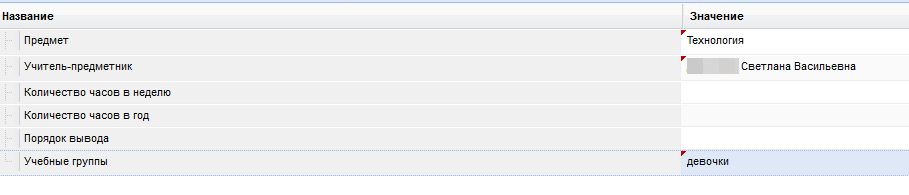 Название Значение
Предмет Технология
Учитель-предметник Светлана Васильевна
Количество часов в неделю
Количество часов в год
Порядок вывода
Учебные группы девочки